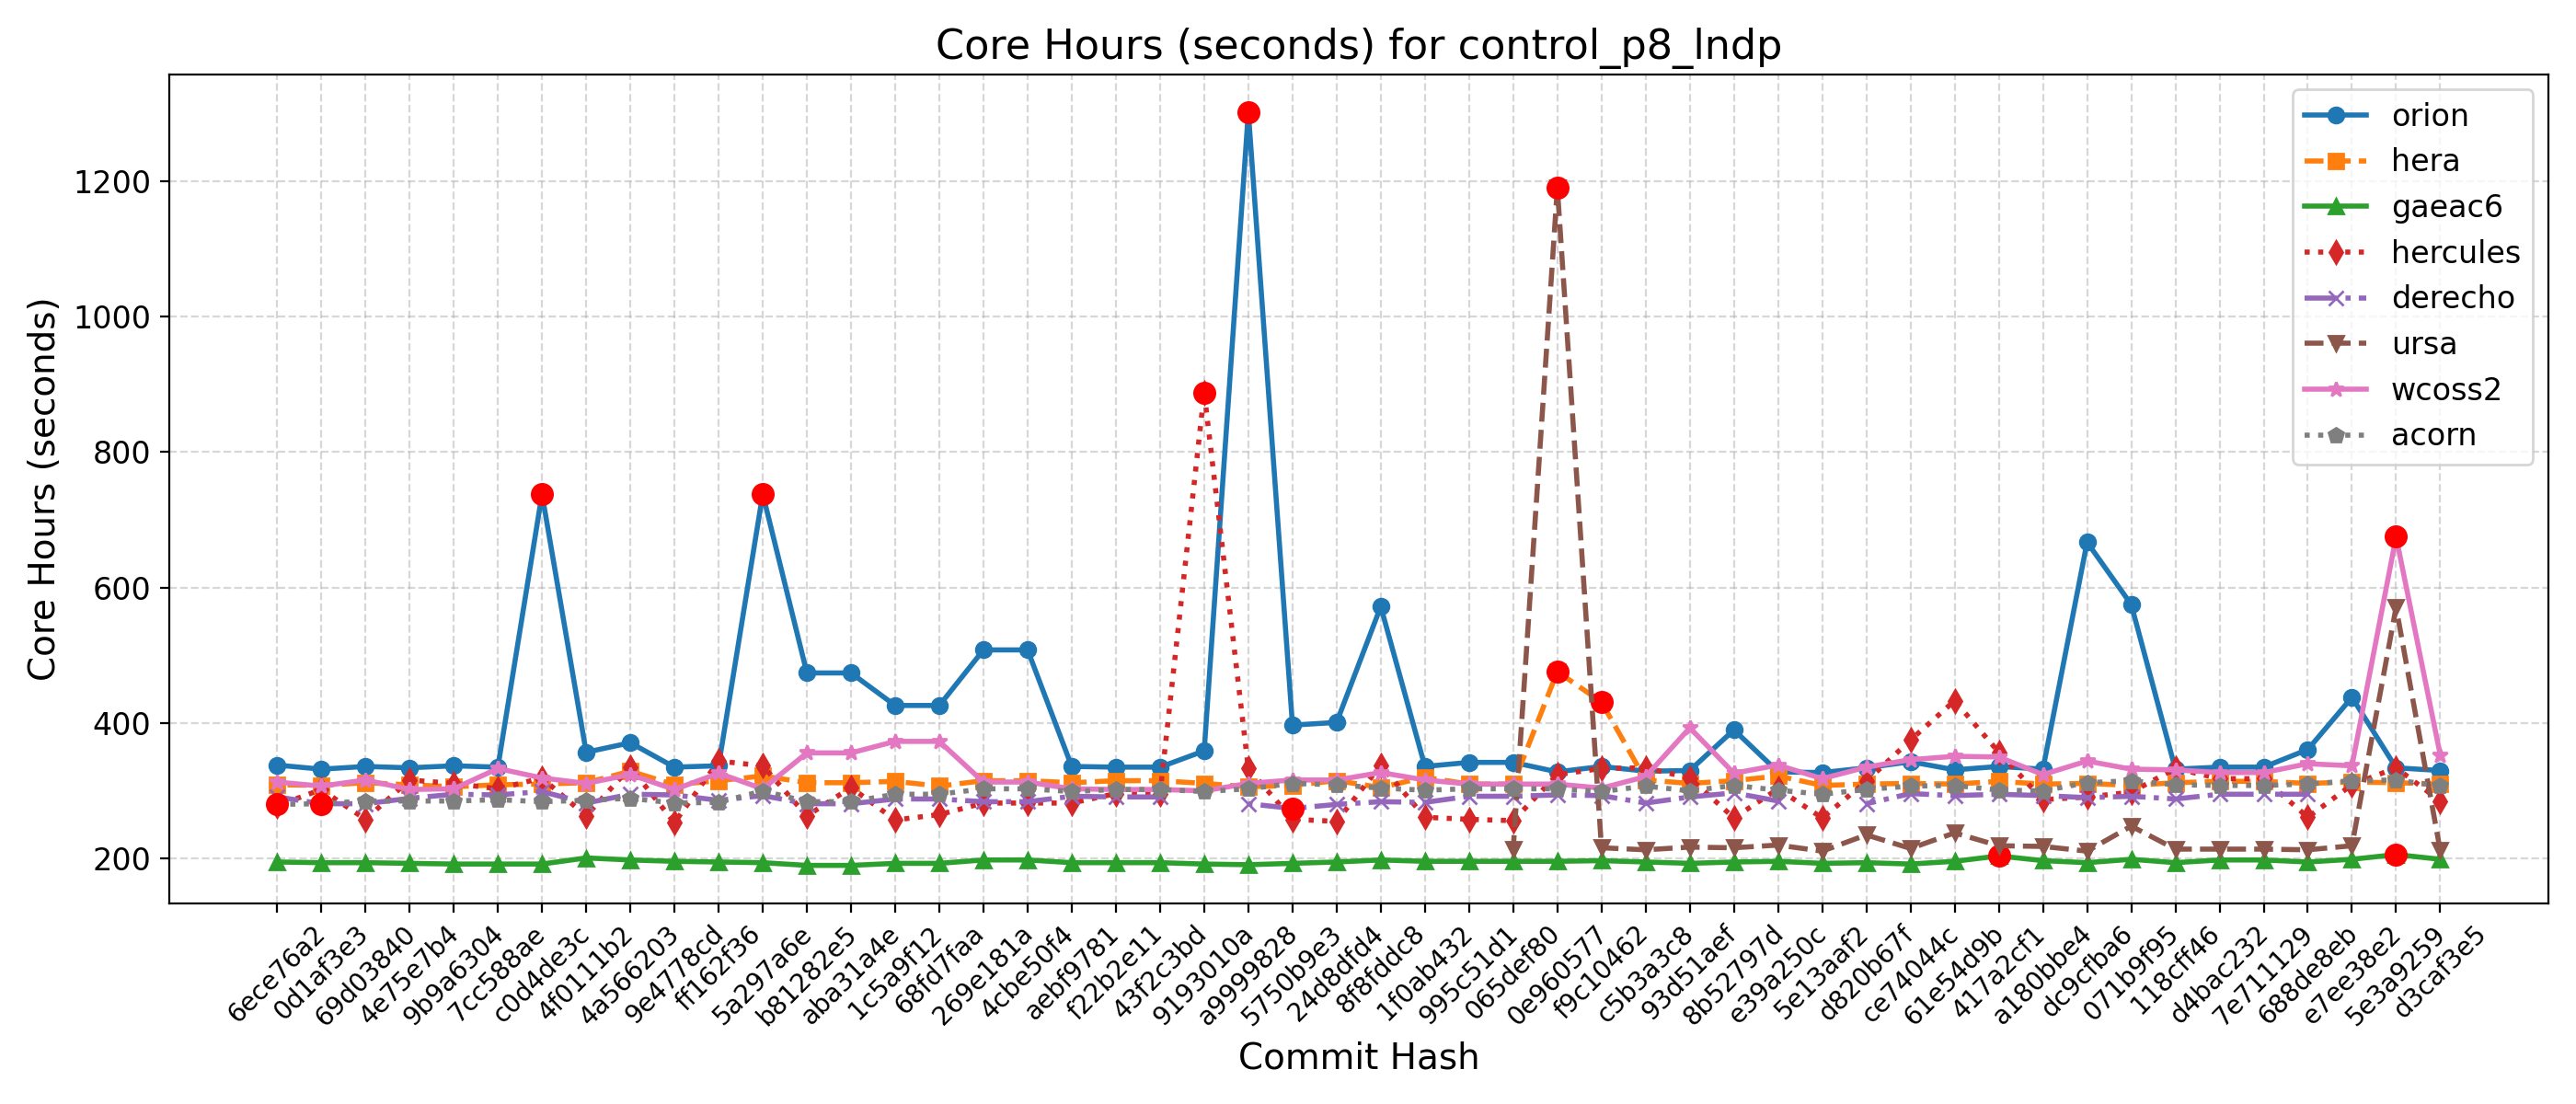 Core Hours (seconds) for control_p8_lndp
Core Hours (seconds)
1200
1000
800
600
400
200
orion
hera
gaeac6
hercules
derecho
ursa
wcoss2
acorn
6ece76a2
0d1af3e3
69d03840
4e75e7b4
9b9a6304
7cc588ae
c0d4de3c
4f0111b2
4a566203
9e4778cd
ff162f36
5a297a6e
b81282e5
aba31a4e
1c5a9f12
68fd7faa
269e181a
4cbe50f4
aebf9781
f22b2e11
43f2c3bd
9193010a
a9999828
5750b9e3
24d8dfd4
8f8fddc8
1f0ab432
995c51d1
065def80
0e960577
f9c10462
c5b3a3c8
93d51aef
8b52797d
e39a250c
5e13aaf2
d820b67f
ce74044c
61e54d9b
417a2cf1
a180bbe4
dc9cfba6
071b9f95
118cff46
d4bac232
7e711129
688de8eb
e7ee38e2
5e3a9259
d3caf3e5
Commit Hash